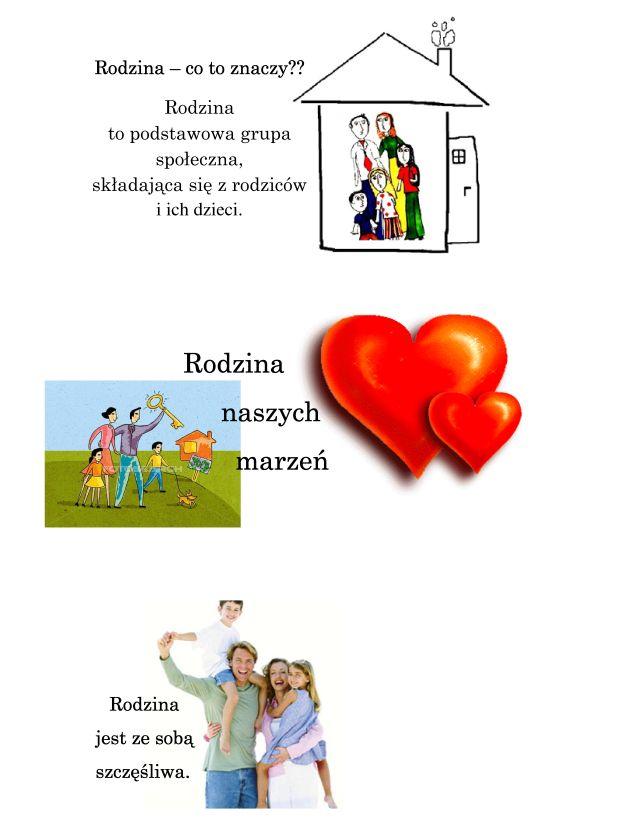 Rodzina – co to znaczy??
Rodzina
to podstawowa grupa
społeczna,
składająca się z rodziców
i ich dzieci.
Rodzina
naszych
marzeń
Rodzina
jest ze sobą
szczęśliwa.